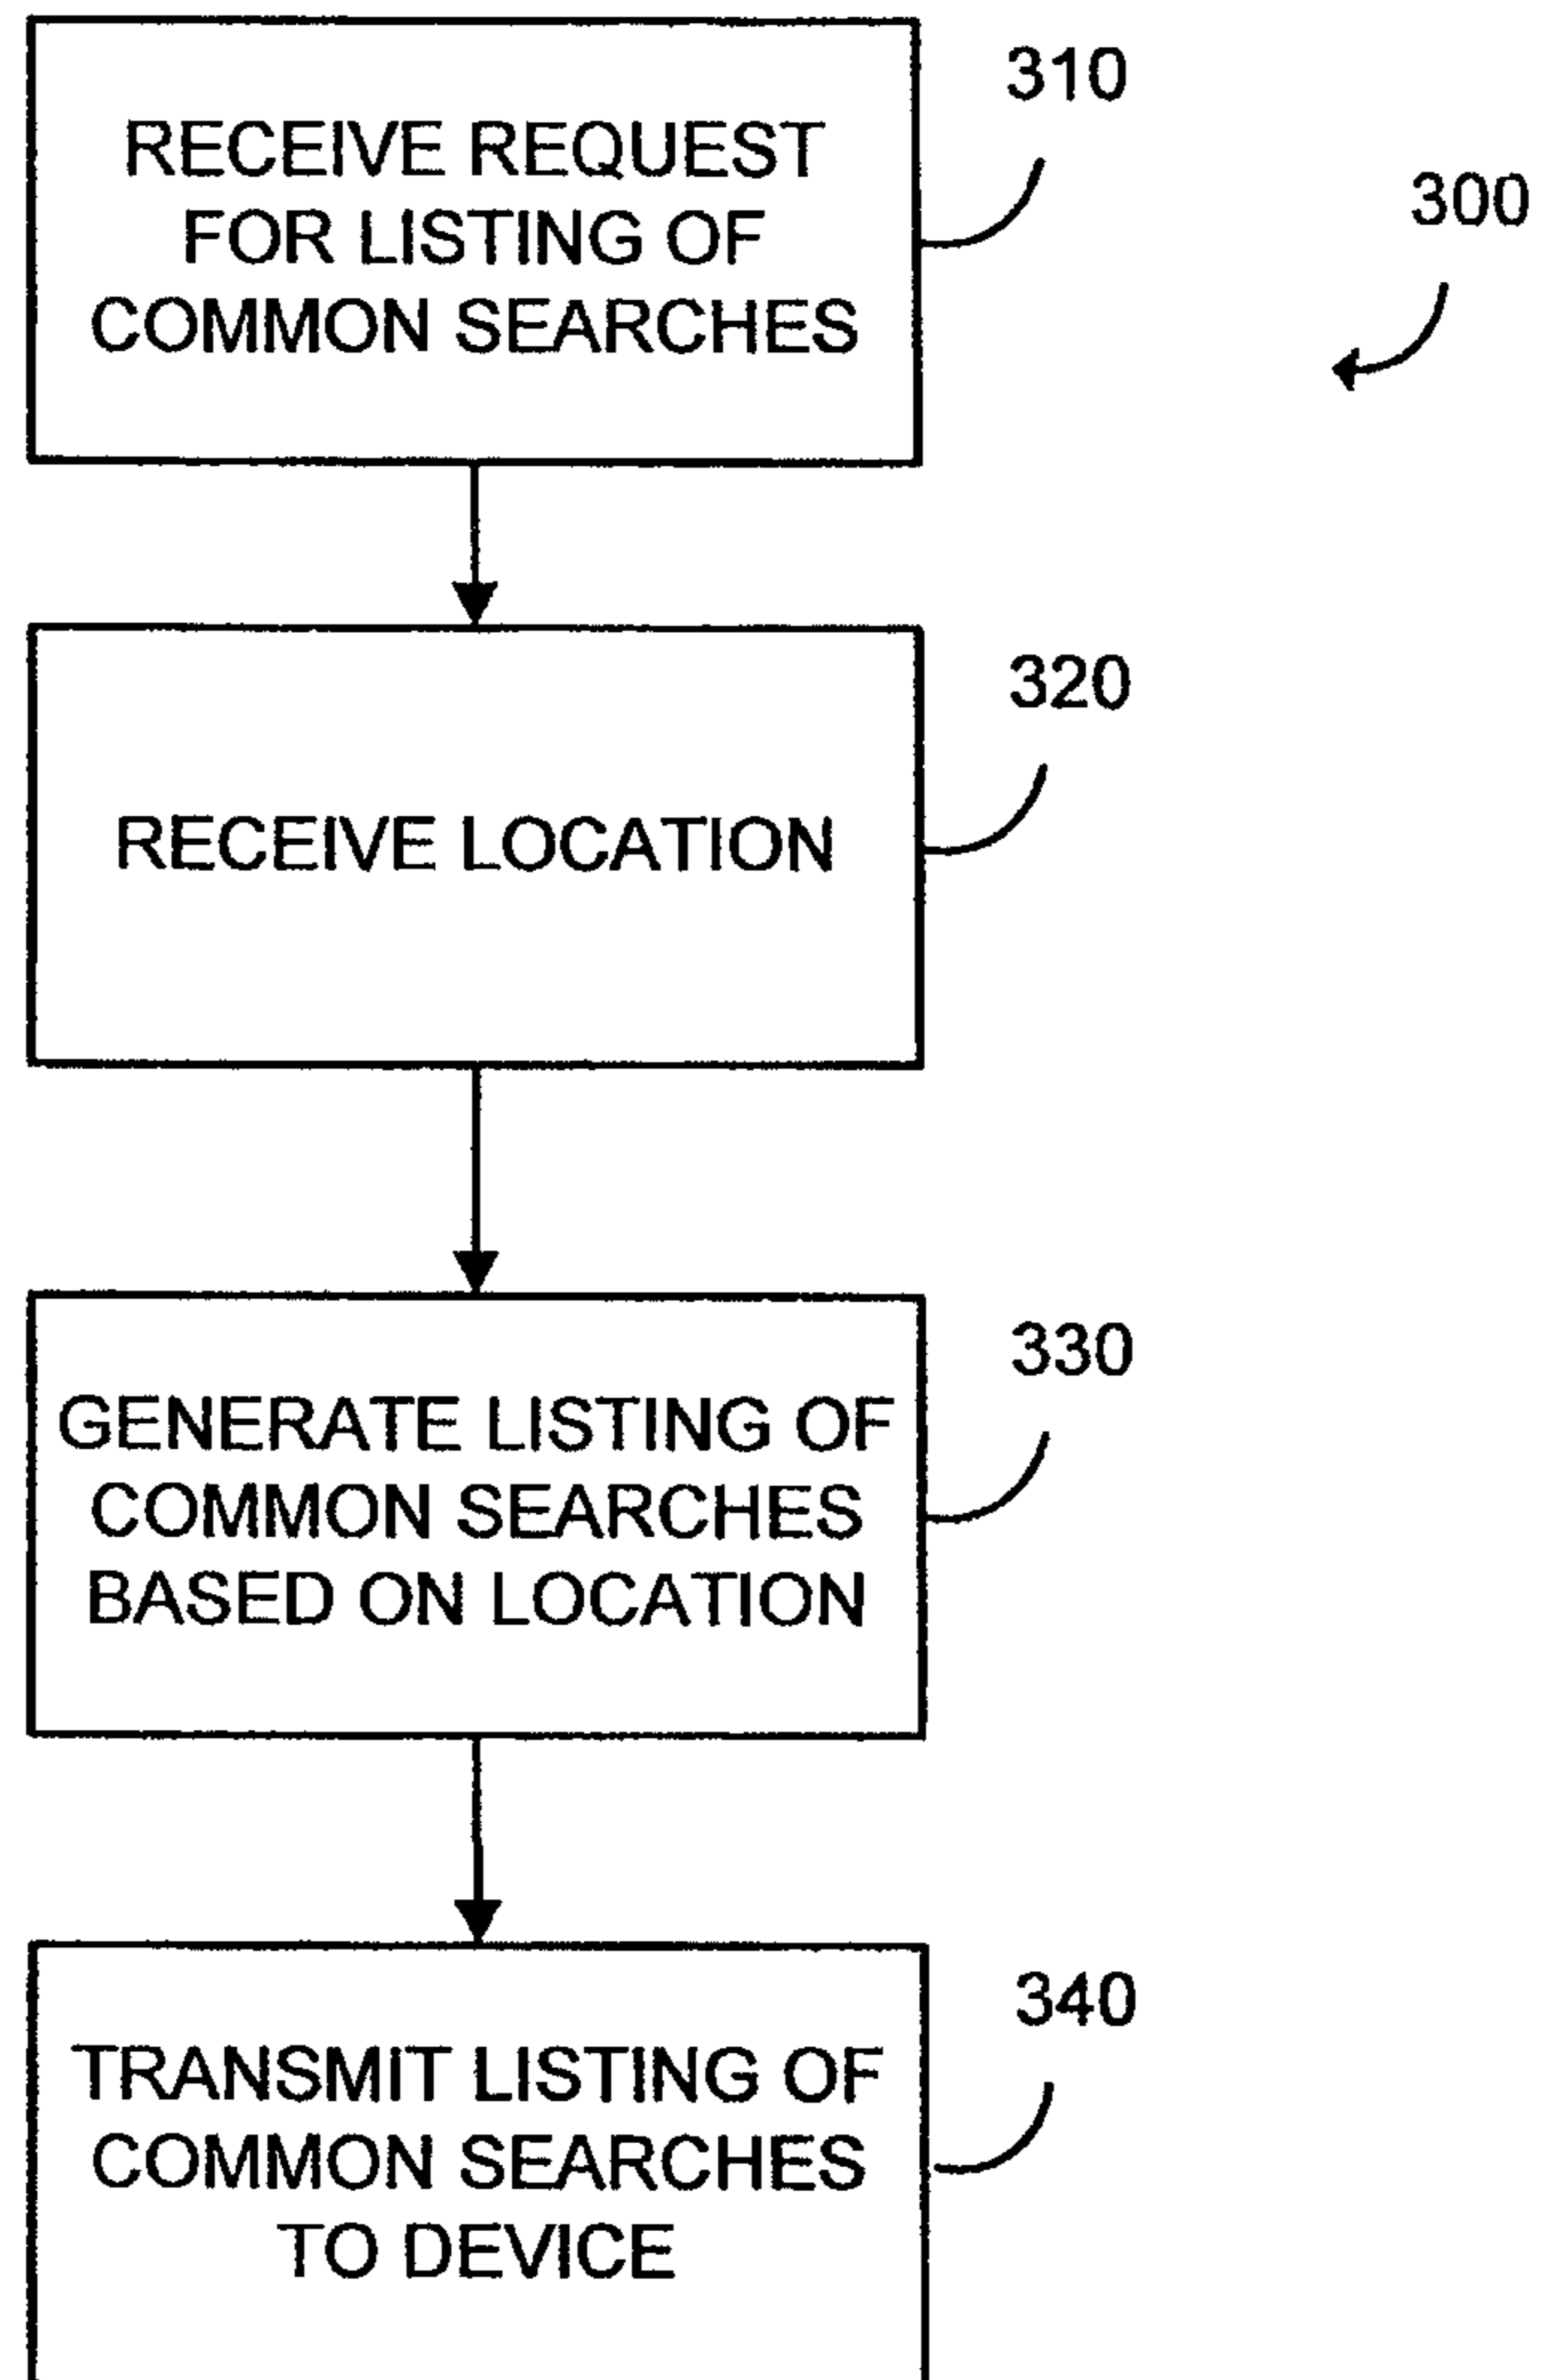 310
RECEIVE REQUEST
FOR LISTING OF
COMMON SEARCHES
300
320
RECEIVE LOCATION
330
GENERATE LISTING OF
COMMON SEARCHES
BASED ON LOCATION
340
TRANSMIT LISTING OF
COMMON SEARCHES
TO DEVICE